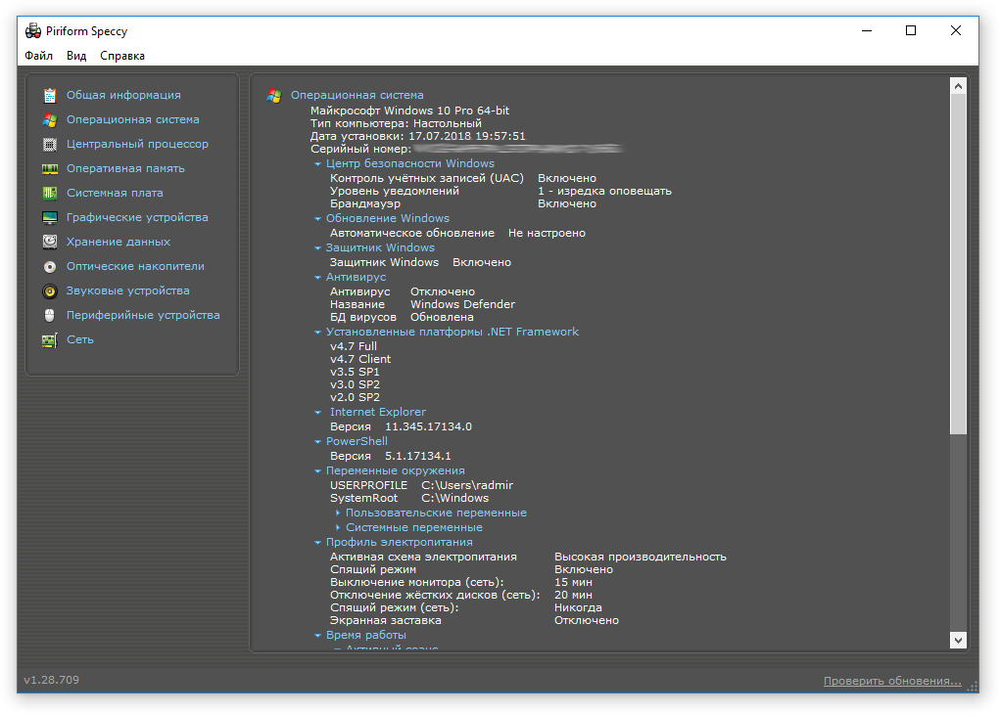 Piriform Speccy
Файл Вид Справка
Общая информация
Операционная система
Центральный процессор
Оперативная память
Системная плата
Графические устройства
Хранение данных
Оптические накопители
Звуковые устройства
Периферийные устройства
Сеть
Операционная система
Майкрософт Windows 10 Pro 64-bit
Тип компьютера: Настольный
Дата установки: 17.07.2018 19:57:51
Серийный номер:
Центр безопасности Windows
Контроль учётных записей (UAC) Включено
Уровень уведомлений 1 - изредка оповещать
Брандмауэр Включено
Обновление Windows
Автоматическое обновление Не настроено
Защитник Windows
Защитник Windows Включено
Антивирус
Антивирус Отключено
Название Windows Defender
БД вирусов Обновлена
Установленные платформы .NET Framework
v4.7 Full
v4.7 Client
v3.5 SP1
v3.0 SP2
v2.0 SP2
Internet Explorer
Версия 11.345.17134.0
PowerShell
Версия 5.1.17134.1
Переменные окружения
USERPROFILE C:\Users\radmir
SystemRoot C:\Windows
Пользовательские переменные
Системные переменные
Профиль электропитания
Активная схема электропитания Высокая производительность
Спящий режим Включено
Выключение монитора (сеть): 15 мин
Отключение жёстких дисков (сеть): 20 мин
Спящий режим (сеть): Никогда
Экранная заставка Отключено
Время работы
Активный сеанс
v1.28.709
Проверить обновения...